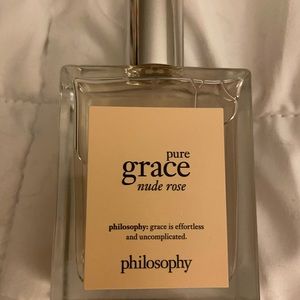 pure
grace
nude rose
philosophy: grace is effortless
and uncomplicated.
philosophy